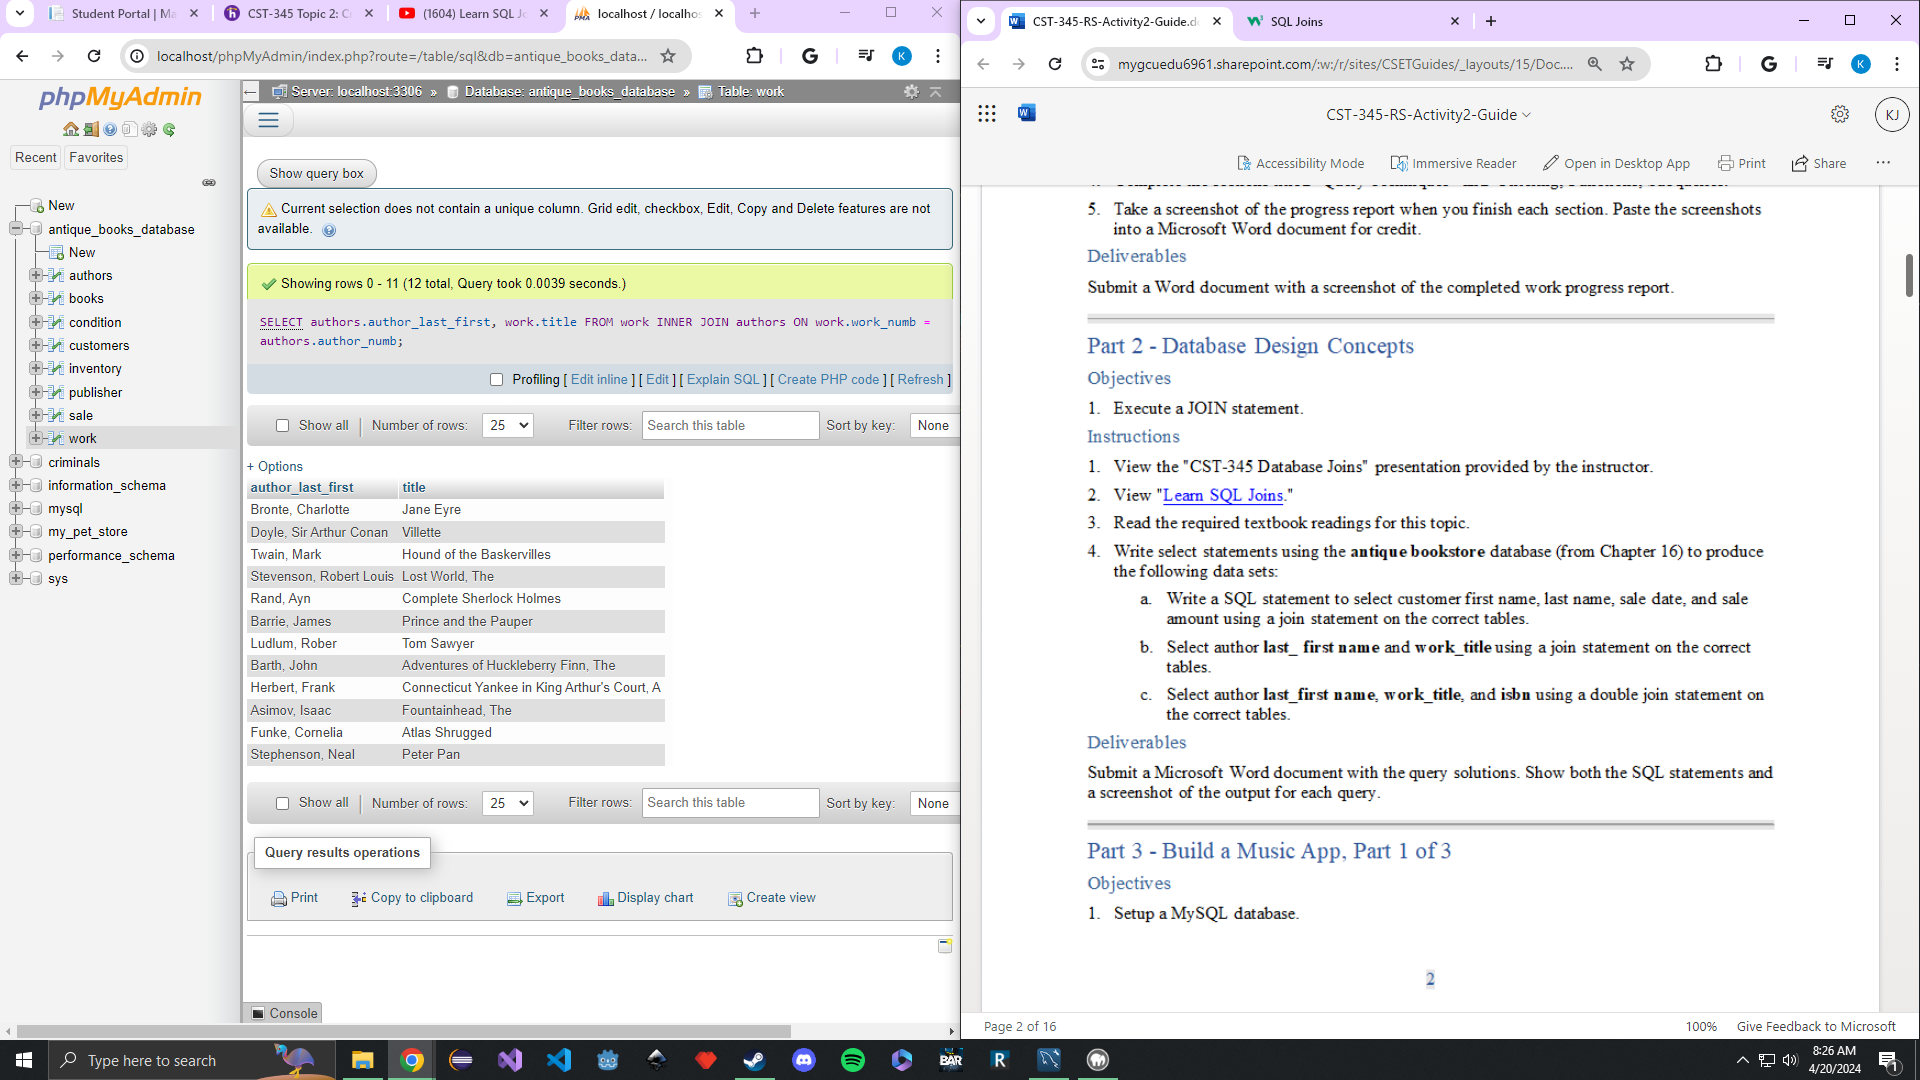 Student Portal | Ma
CST-345 Topic 2: C
(1604) Learn SQL Jo
localhost / localhos
localhost/phpMyAdmin/index.php?route=/table/sql&db=antique_books_data...
K
phpMyAdmin
Recent
Favorites
New
antique_books_database
New
authors
books
condition
customers
inventory
publisher
sale
work
criminals
information_schema
mysql
my_pet_store
performance_schema
sys
Server: localhost:3306 » Database: antique_books_database » Table: work
Show query box
Current selection does not contain a unique column. Grid edit, checkbox, Edit, Copy and Delete features are not
available.
Showing rows 0 - 11 (12 total, Query took 0.0039 seconds.)
SELECT authors.author_last_first, work.title FROM work INNER JOIN authors ON work.work_numb =
authors.author_numb;
Profiling [ Edit inline ] [ Edit ] [ Explain SQL ] [ Create PHP code ] [ Refresh ]
Show all | Number of rows: 25 Filter rows: Search this table Sort by key: None
+ Options
author_last_first title
Bronte, Charlotte Jane Eyre
Doyle, Sir Arthur Conan Villette
Twain, Mark Hound of the Baskervilles
Stevenson, Robert Louis Lost World, The
Rand, Ayn Complete Sherlock Holmes
Barrie, James Prince and the Pauper
Ludlum, Rober Tom Sawyer
Barth, John Adventures of Huckleberry Finn, The
Herbert, Frank Connecticut Yankee in King Arthur's Court, A
Asimov, Isaac Fountainhead, The
Funke, Cornelia Atlas Shrugged
Stephenson, Neal Peter Pan
Show all | Number of rows: 25 Filter rows: Search this table Sort by key: None
Query results operations
Print Copy to clipboard Export Display chart Create view
Console
CST-345-RS-Activity2-Guide.do
SQL Joins
mygcuedu6961.sharepoint.com/:w:/r/sites/CSETGuides/_layouts/15/Doc....
K
CST-345-RS-Activity2-Guide
KJ
Accessibility Mode Immersive Reader Open in Desktop App Print Share
5. Take a screenshot of the progress report when you finish each section. Paste the screenshots
into a Microsoft Word document for credit.
Deliverables
Submit a Word document with a screenshot of the completed work progress report.
Part 2 - Database Design Concepts
Objectives
1. Execute a JOIN statement.
Instructions
1. View the "CST-345 Database Joins" presentation provided by the instructor.
2. View "Learn SQL Joins."
3. Read the required textbook readings for this topic.
4. Write select statements using the antique bookstore database (from Chapter 16) to produce
the following data sets:
a. Write a SQL statement to select customer first name, last name, sale date, and sale
amount using a join statement on the correct tables.
b. Select author last_ first name and work_title using a join statement on the correct
tables.
c. Select author last_first name, work_title, and isbn using a double join statement on
the correct tables.
Deliverables
Submit a Microsoft Word document with the query solutions. Show both the SQL statements and
a screenshot of the output for each query.
Part 3 - Build a Music App, Part 1 of 3
Objectives
1. Setup a MySQL database.
2
Page 2 of 16
100% Give Feedback to Microsoft
Type here to search
BAR
R
8:26 AM
4/20/2024
1